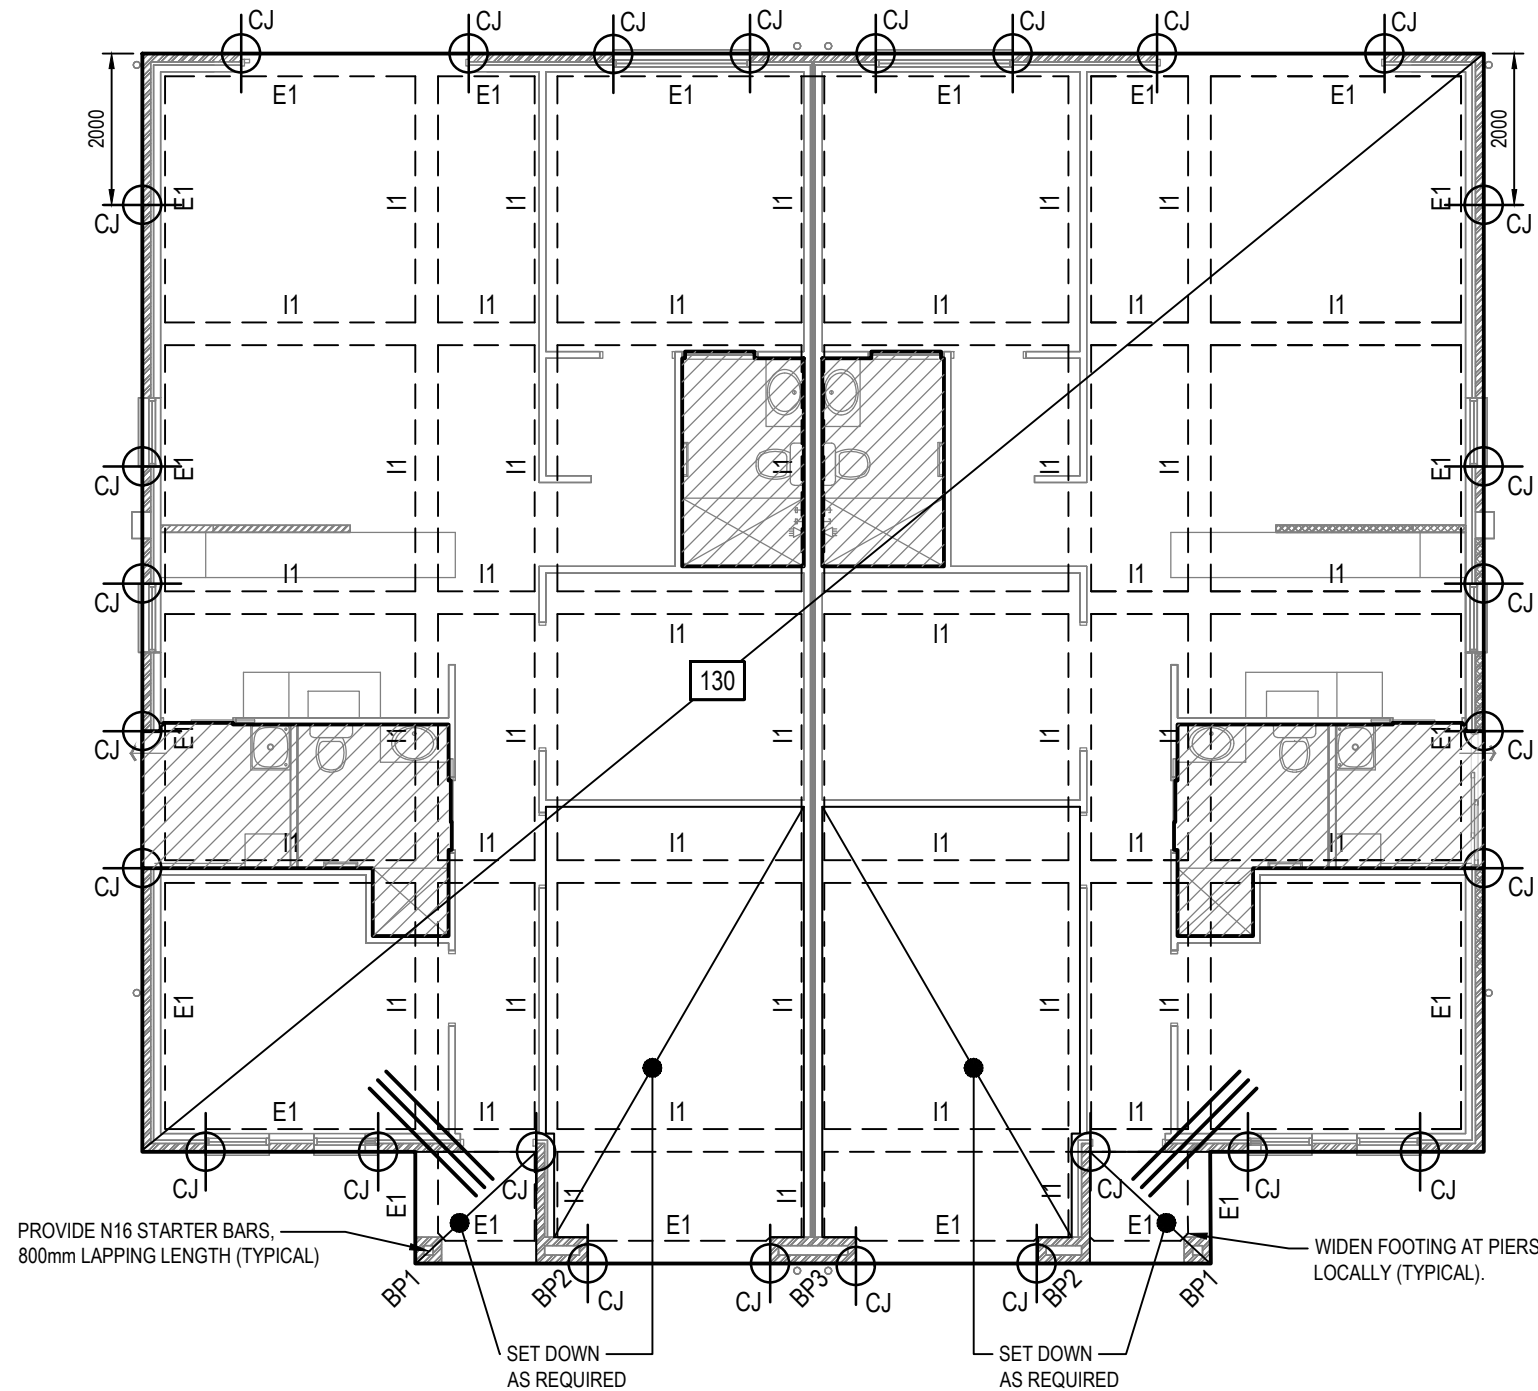 CJ CJ CJ CJ CJ CJ CJ CJ
E1 E1 E1 E1 E1 E1
2000 2000
E1 I1 I1 I1 I1 E1
CJ CJ
I1 I1 I1 I1 I1 I1
E1 I1 I1 I1 I1 I1 E1
CJ CJ
I1 I1 I1 I1
CJ CJ
I1 I1
130
E1 I1 I1 I1 I1 E1
CJ CJ
I1 I1 I1 I1 I1 I1
CJ CJ
E1 I1 I1 I1 I1 I1 E1
E1 I1 I1 I1 I1
CJ CJ CJ CJ CJ CJ
E1 E1 I1 E1 I1 E1 I1 E1 E1
PROVIDE N16 STARTER BARS,
800mm LAPPING LENGTH (TYPICAL)
WIDEN FOOTING AT PIERS
LOCALLY (TYPICAL).
BP1 BP2 CJ CJ BP3 CJ CJ BP2 BP1
SET DOWN
AS REQUIRED
SET DOWN
AS REQUIRED